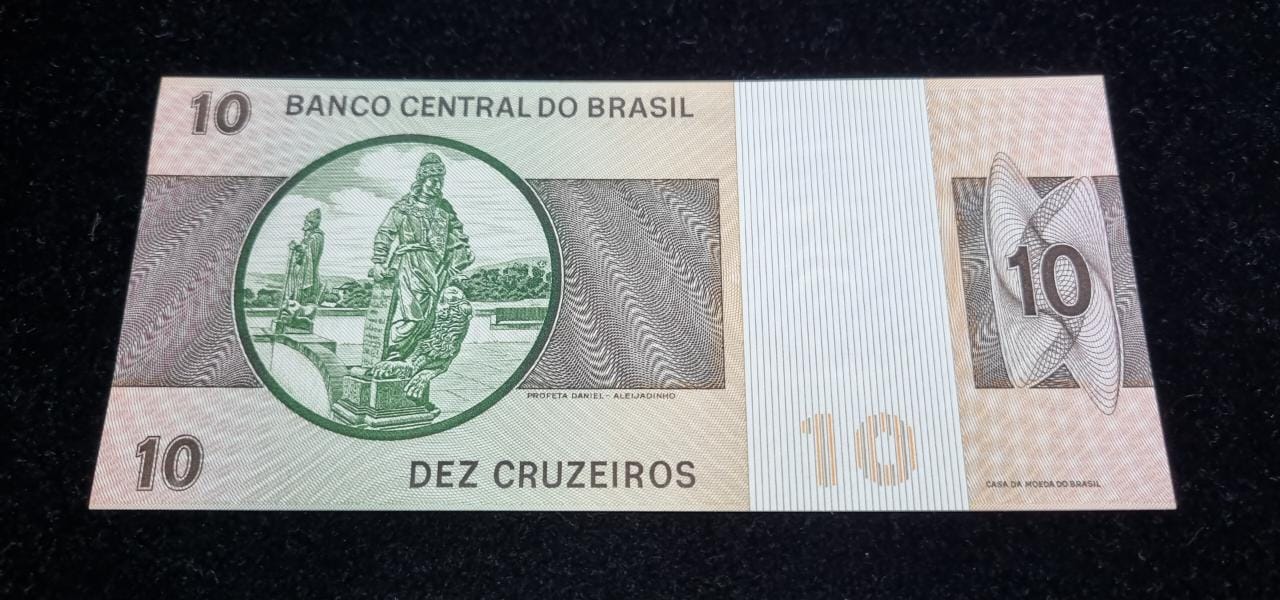 10 BANCO CENTRAL DO BRASIL
10
PROFETA DANIEL - ALEIJADINHO
10 DEZ CRUZEIROS
10
CASA DA MOEDA DO BRASIL